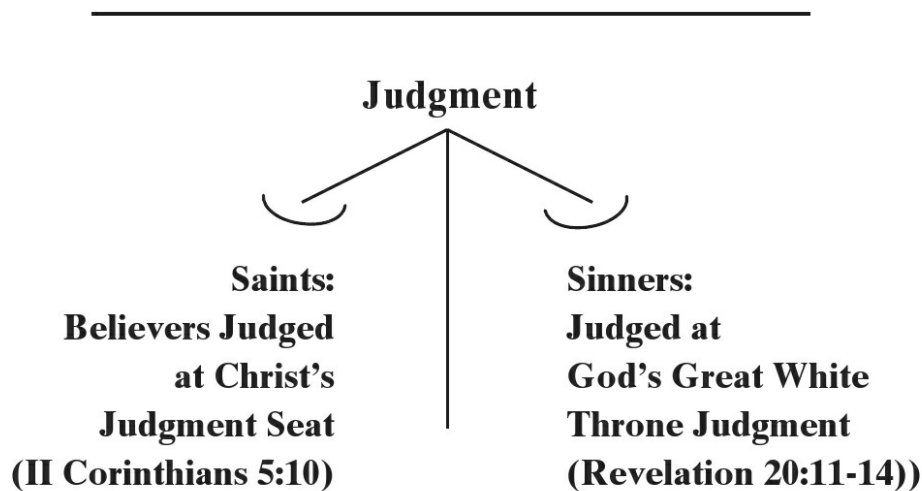 Judgment
Saints:
Believers Judged
at Christ’s
Judgment Seat
(II Corinthians 5:10)
Sinners:
Judged at
God’s Great White
Throne Judgment
(Revelation 20:11-14))